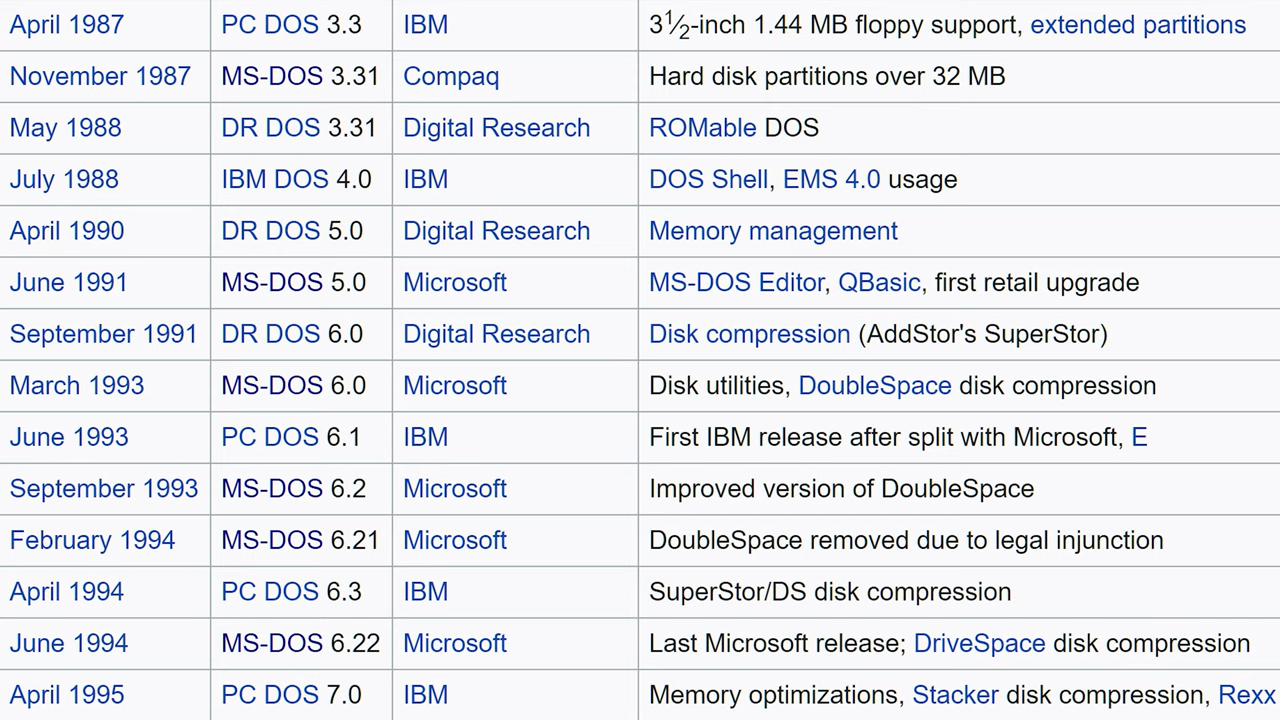 April 1987 PC DOS 3.3 IBM 3½-inch 1.44 MB floppy support, extended partitions
November 1987 MS-DOS 3.31 Compaq Hard disk partitions over 32 MB
May 1988 DR DOS 3.31 Digital Research ROMable DOS
July 1988 IBM DOS 4.0 IBM DOS Shell, EMS 4.0 usage
April 1990 DR DOS 5.0 Digital Research Memory management
June 1991 MS-DOS 5.0 Microsoft MS-DOS Editor, QBasic, first retail upgrade
September 1991 DR DOS 6.0 Digital Research Disk compression (AddStor's SuperStor)
March 1993 MS-DOS 6.0 Microsoft Disk utilities, DoubleSpace disk compression
June 1993 PC DOS 6.1 IBM First IBM release after split with Microsoft, E
September 1993 MS-DOS 6.2 Microsoft Improved version of DoubleSpace
February 1994 MS-DOS 6.21 Microsoft DoubleSpace removed due to legal injunction
April 1994 PC DOS 6.3 IBM SuperStor/DS disk compression
June 1994 MS-DOS 6.22 Microsoft Last Microsoft release; DriveSpace disk compression
April 1995 PC DOS 7.0 IBM Memory optimizations, Stacker disk compression, Rexx